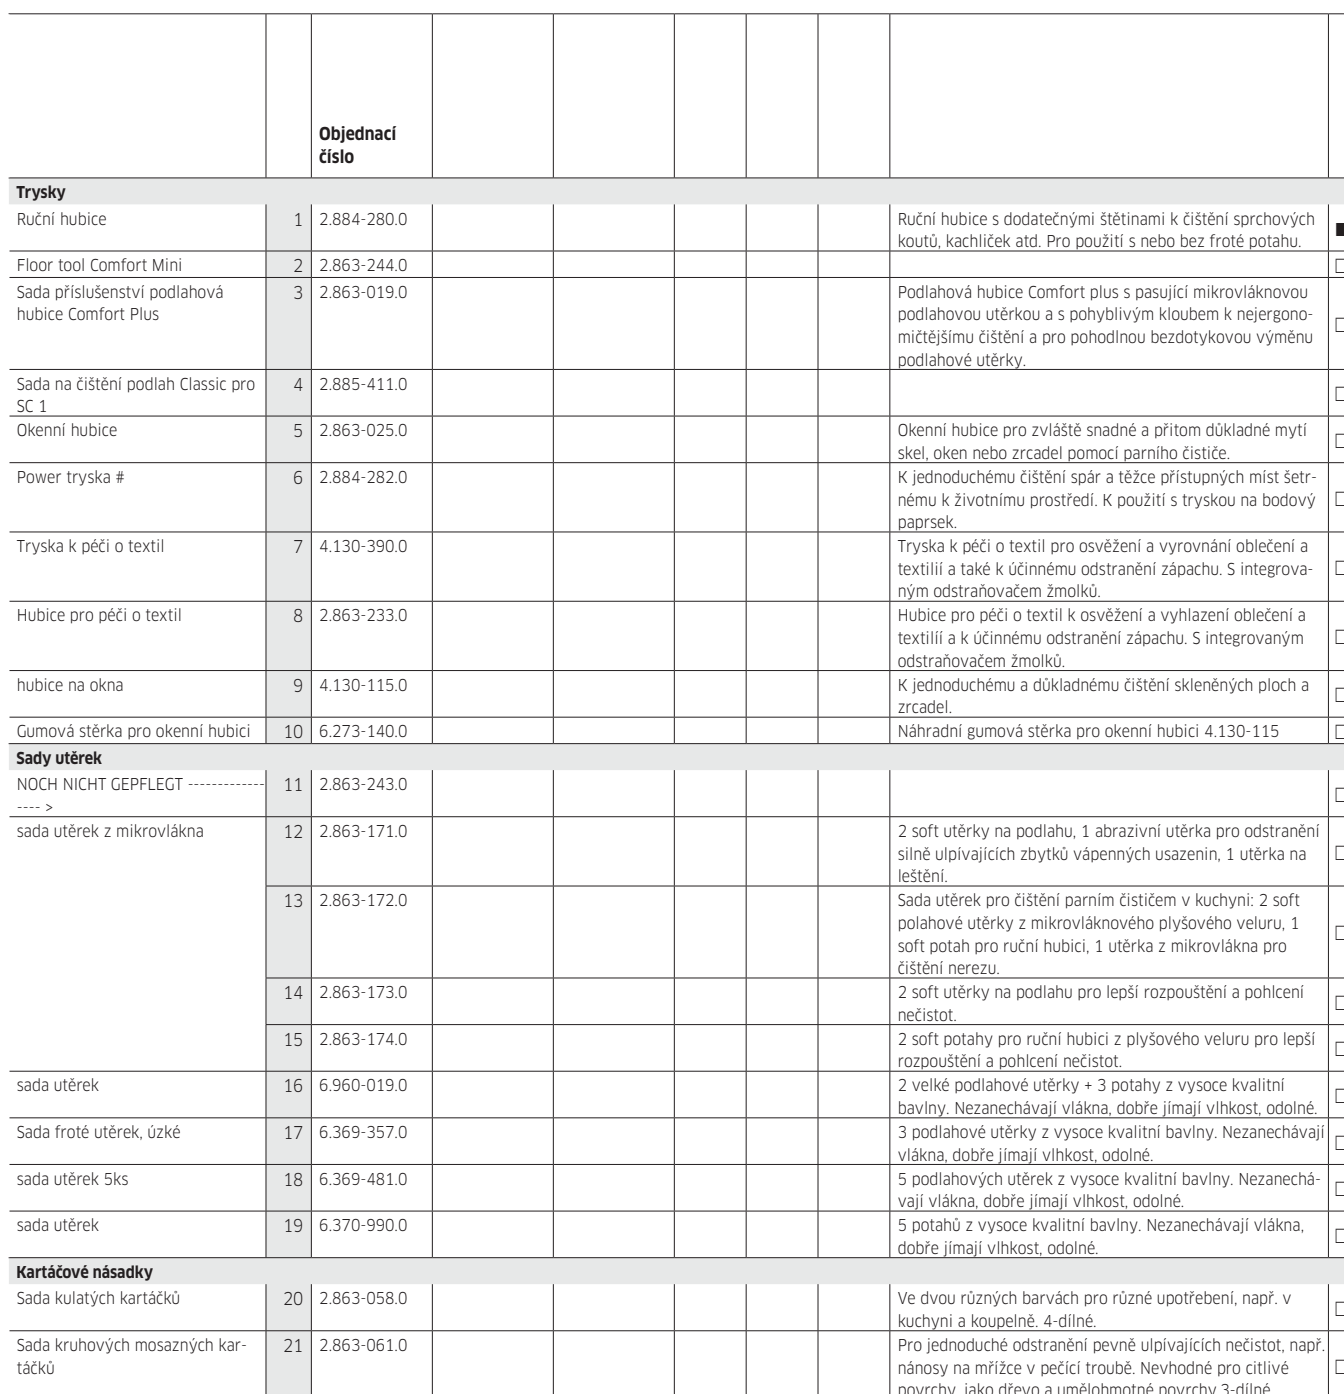 Objednací
číslo
Trysky
Ruční hubice 1 2.884-280.0 Ruční hubice s dodatečnými štětinami k čištění sprchových
koutů, kachliček atd. Pro použití s nebo bez froté potahu.
Floor tool Comfort Mini 2 2.863-244.0
Sada příslušenství podlahová 3 2.863-019.0 Podlahová hubice Comfort plus s pasující mikrovláknovou
hubice Comfort Plus podlahovou utěrkou a s pohyblivým kloubem k nejergono-
mičtějšímu čištění a pro pohodlnou bezdotykovou výměnu
podlahové utěrky.
Sada na čištění podlah Classic pro 4 2.885-411.0
SC 1
Okenní hubice 5 2.863-025.0 Okenní hubice pro zvláště snadné a přitom důkladné mytí
skel, oken nebo zrcadel pomocí parního čističe.
Power tryska # 6 2.884-282.0 K jednoduchému čištění spár a těžce přístupných míst šetr-
nému k životnímu prostředí. K použití s tryskou na bodový
paprsek.
Tryska k péči o textil 7 4.130-390.0 Tryska k péči o textil pro osvěžení a vyrovnání oblečení a
textilií a také k účinnému odstranění zápachu. S integrova-
ným odstraňovačem žmolků.
Hubice pro péči o textil 8 2.863-233.0 Hubice pro péči o textil k osvěžení a vyhlazení oblečení a
textilíí a k účinnému odstranění zápachu. S integrovaným
odstraňovačem žmolků.
hubice na okna 9 4.130-115.0 K jednoduchému a důkladnému čištění skleněných ploch a
zrcadel.
Gumová stěrka pro okenní hubici 10 6.273-140.0 Náhradní gumová stěrka pro okenní hubici 4.130-115
Sady utěrek
NOCH NICHT GEPFLEGT ------------- 11 2.863-243.0
---- >
sada utěrek z mikrovlákna 12 2.863-171.0 2 soft utěrky na podlahu, 1 abrazivní utěrka pro odstranění
silně ulpívajících zbytků vápenných usazenin, 1 utěrka na
leštění.
13 2.863-172.0 Sada utěrek pro čištění parním čističem v kuchyni: 2 soft
polahové utěrky z mikrovláknového plyšového veluru, 1
soft potah pro ruční hubici, 1 utěrka z mikrovlákna pro
čištění nerezu.
14 2.863-173.0 2 soft utěrky na podlahu pro lepší rozpouštění a pohlcení
nečistot.
15 2.863-174.0 2 soft potahy pro ruční hubici z plyšového veluru pro lepší
rozpouštění a pohlcení nečistot.
sada utěrek 16 6.960-019.0 2 velké podlahové utěrky + 3 potahy z vysoce kvalitní
bavlny. Nezanechávají vlákna, dobře jímají vlhkost, odolné.
Sada froté utěrek, úzké 17 6.369-357.0 3 podlahové utěrky z vysoce kvalitní bavlny. Nezanechávají
vlákna, dobře jímají vlhkost, odolné.
sada utěrek 5ks 18 6.369-481.0 5 podlahových utěrek z vysoce kvalitní bavlny. Nezanechá-
vají vlákna, dobře jímají vlhkost, odolné.
sada utěrek 19 6.370-990.0 5 potahů z vysoce kvalitní bavlny. Nezanechávají vlákna,
dobře jímají vlhkost, odolné.
Kartáčové násadky
Sada kulatých kartáčků 20 2.863-058.0 Ve dvou různých barvách pro různé upotřebení, např. v
kuchyni a koupelně. 4-dílné.
Sada kruhových mosazných kar- 21 2.863-061.0 Pro jednoduché odstranění pevně ulpívajících nečistot, např.
táčků nánosy na mřížce v pečící troubě. Nevhodné pro citlivé
povrchy, jako dřevo a umělohmotné povrchy 3-dílné